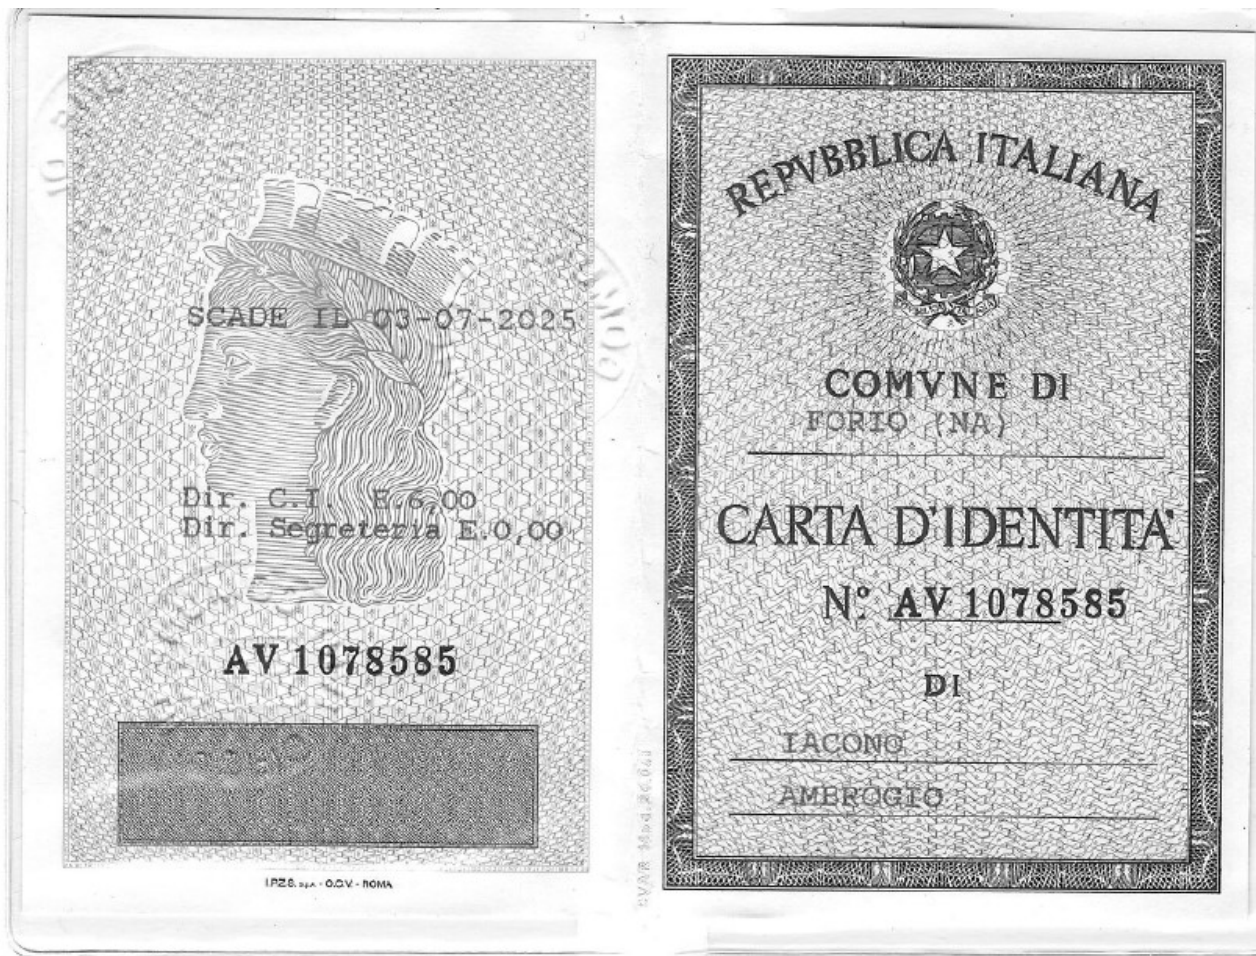 SCADE IL 03-07-2025
Dir. C.I. E.6,00
Dir. Segreteria E.0,00
AV 1078585
I.P.Z.S. S.p.A. - O.C.V. - ROMA
REPVBBLICA ITALIANA
COMVNE DI
FORIO (NA)
CARTA D'IDENTITA'
N° AV 1078585
DI
IACONO
AMBROGIO